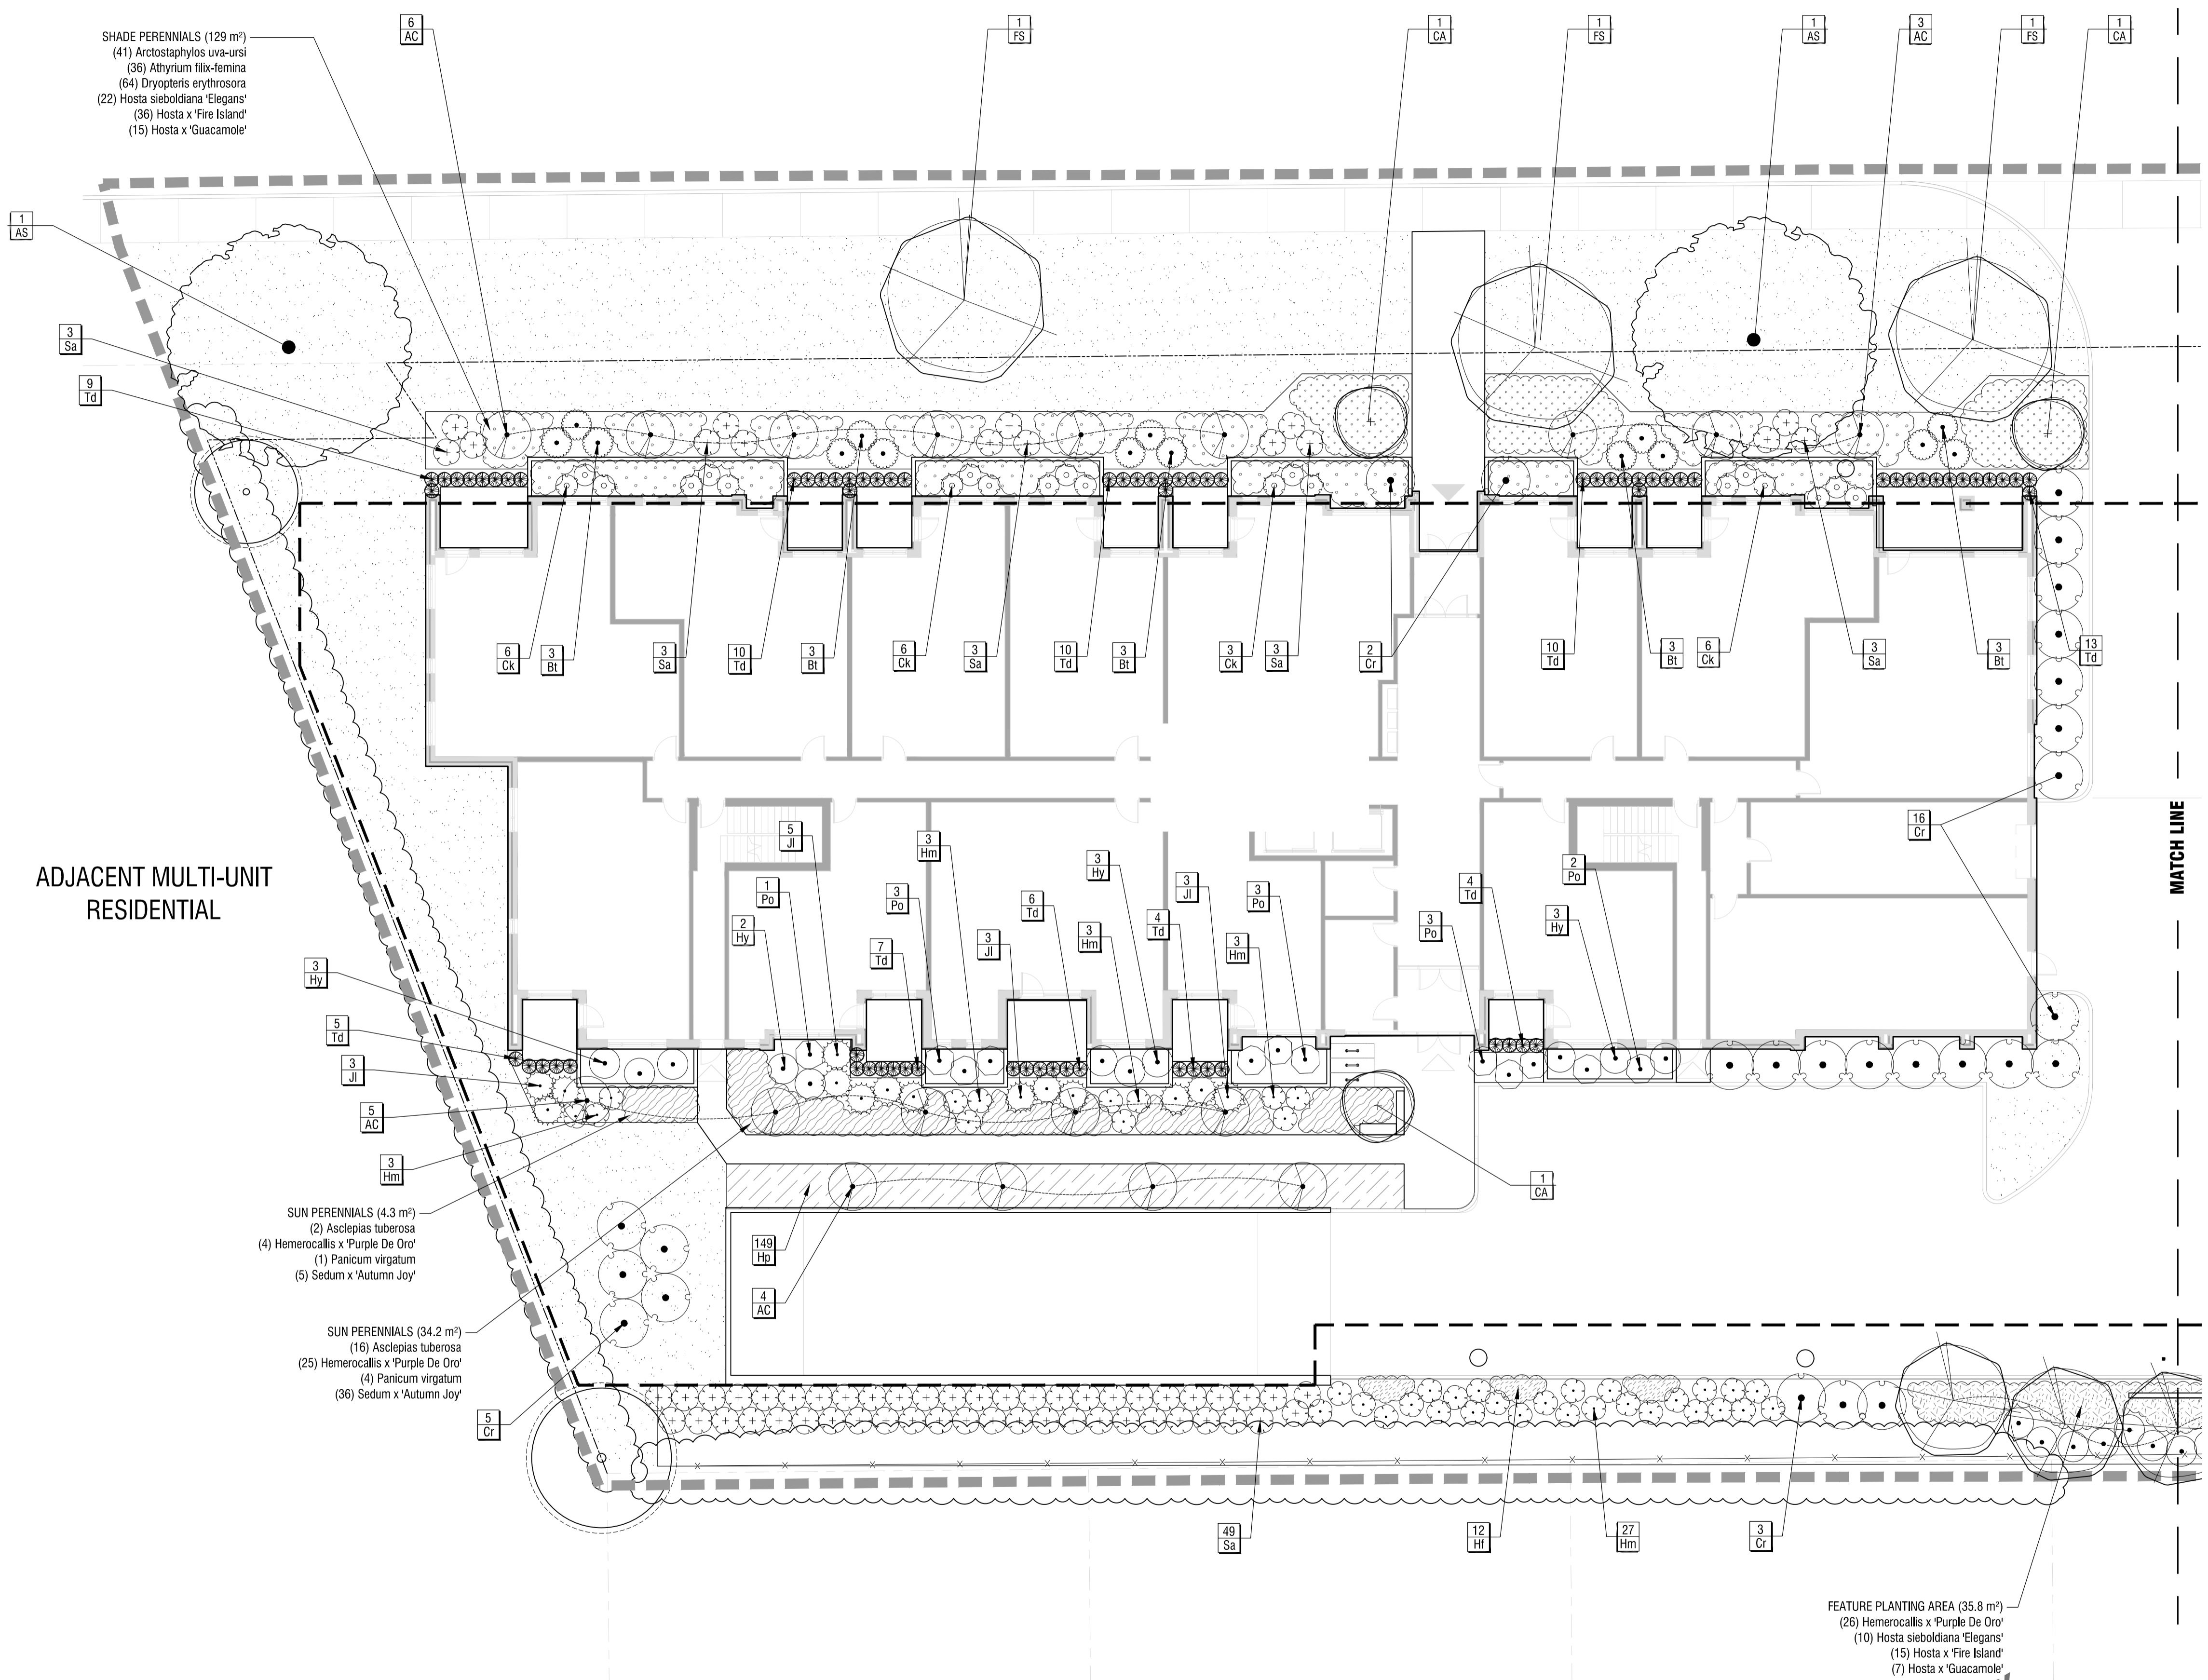 6
AC
1
FS
1
CA
1
FS
1
AS
3
AC
1
FS
1
CA
SHADE PERENNIALS (129 m²)
(41) Arctostaphylos uva-ursi
(36) Athyrium filix-femina
(64) Dryopteris erythrosora
(22) Hosta sieboldiana 'Elegans'
(36) Hosta x 'Fire Island'
(15) Hosta x 'Guacamole'
1
AS
3
Sa
9
Td
6
Ck
3
Bt
3
Sa
10
Td
3
Bt
6
Ck
3
Sa
10
Td
3
Bt
3
Ck
3
Sa
2
Cr
10
Td
3
Bt
6
Ck
3
Sa
3
Bt
13
Td
16
Cr
MATCH LINE
ADJACENT MULTI-UNIT
RESIDENTIAL
5
Jl
3
Hm
3
Hy
2
Po
1
Po
3
Po
6
Td
3
Jl
3
Po
4
Td
2
Hy
7
Td
3
Jl
3
Hm
4
Td
3
Hm
3
Po
3
Hy
3
Hy
5
Td
3
Jl
5
AC
3
Hm
1
CA
SUN PERENNIALS (4.3 m²)
(2) Asclepias tuberosa
(4) Hemerocallis x 'Purple De Oro'
(1) Panicum virgatum
(5) Sedum x 'Autumn Joy'
149
Hp
4
AC
SUN PERENNIALS (34.2 m²)
(16) Asclepias tuberosa
(25) Hemerocallis x 'Purple De Oro'
(4) Panicum virgatum
(36) Sedum x 'Autumn Joy'
5
Cr
49
Sa
12
Hf
27
Hm
3
Cr
FEATURE PLANTING AREA (35.8 m²)
(26) Hemerocallis x 'Purple De Oro'
(10) Hosta sieboldiana 'Elegans'
(15) Hosta x 'Fire Island'
(7) Hosta x 'Guacamole'